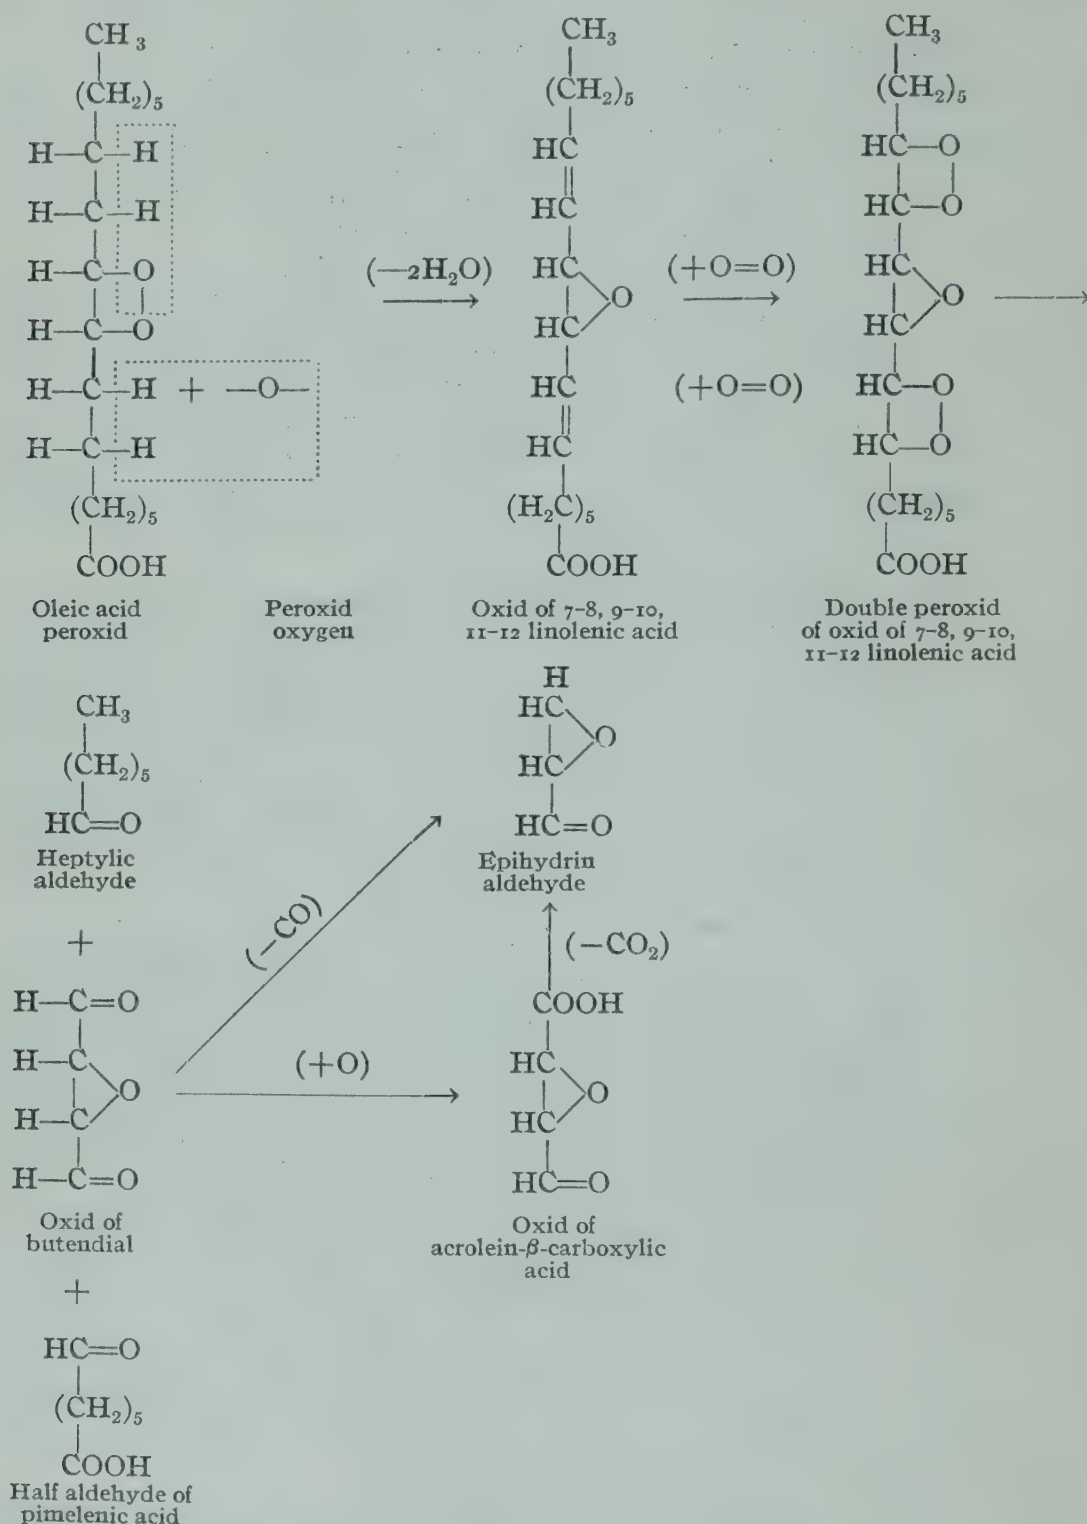 CH₃ CH₃ CH₃
(CH₂)₅ (CH₂)₅ (CH₂)₅
H—C—H HC HC—O
H—C—H HC HC—O
H—C—O (—2H₂O) HC (+O=O) HC
O O
H—C—O HC HC
H—C—H + —O— HC (+O=O) HC—O
H—C—H HC HC—O
(CH₂)₅ (H₂C)₅ (CH₂)₅
COOH COOH COOH
Oleic acid Peroxid Oxid of 7-8, 9-10, Double peroxid
peroxid oxygen 11-12 linolenic acid of oxid of 7-8, 9-10,
11-12 linolenic acid
H
CH₃ HC
O
(CH₂)₅ HC
HC=O HC=O
Heptylic Epihydrin
aldehyde aldehyde
+ (—CO) (—CO₂)
H—C=O COOH
H—C (+O) HC
O O
H—C HC
H—C=O HC=O
Oxid of Oxid of
butendial acrolein-β-carboxylic
acid
+
HC=O
(CH₂)₅
COOH
Half aldehyde of
pimelenic acid